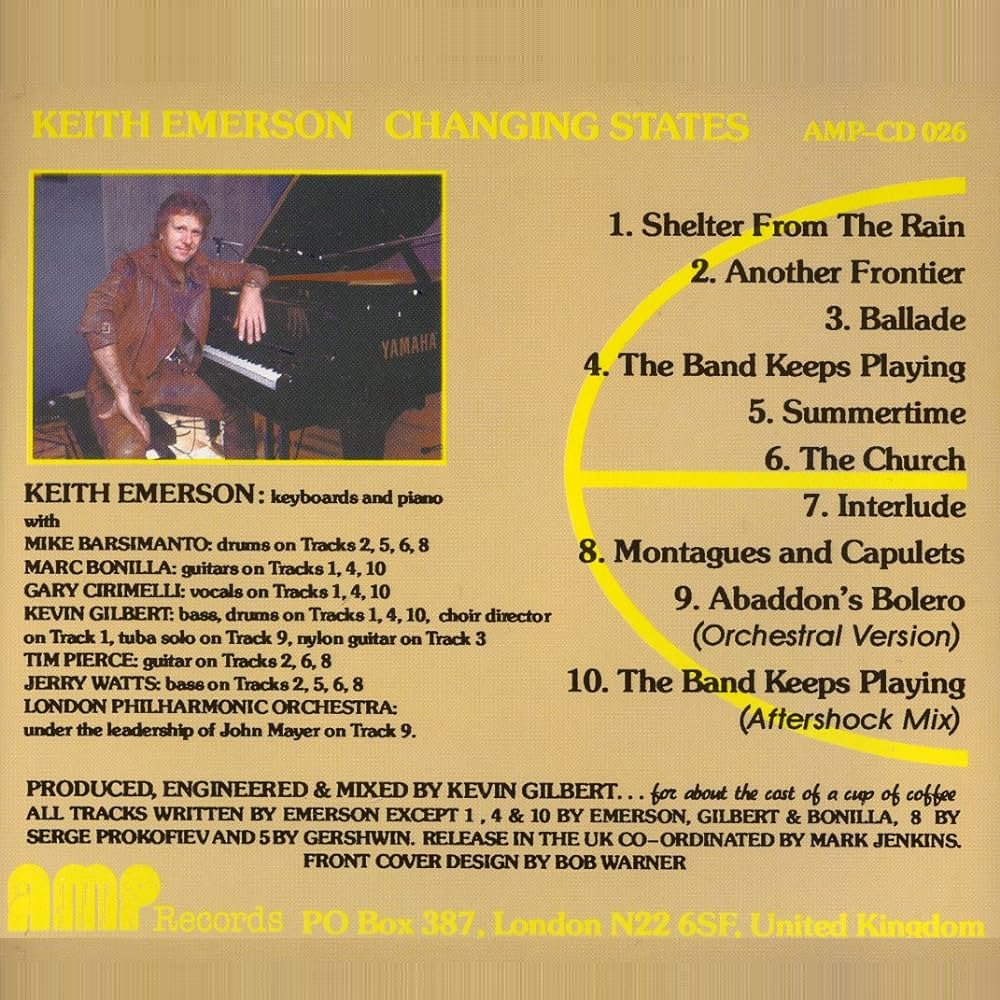 KEITH EMERSON CHANGING STATES AMP-CD 026
YAMAHA
1. Shelter From The Rain
2. Another Frontier
3. Ballade
4. The Band Keeps Playing
5. Summertime
6. The Church
7. Interlude
8. Montagues and Capulets
9. Abaddon's Bolero
(Orchestral Version)
10. The Band Keeps Playing
(Aftershock Mix)
KEITH EMERSON: keyboards and piano
with
MIKE BARSIMANTO: drums on Tracks 2, 5, 6, 8
MARC BONILLA: guitars on Tracks 1, 4, 10
GARY CIRIMELLI: vocals on Tracks 1, 4, 10
KEVIN GILBERT: bass, drums on Tracks 1, 4, 10, choir director
on Track 1, tuba solo on Track 9, nylon guitar on Track 3
TIM PIERCE: guitar on Tracks 2, 6, 8
JERRY WATTS: bass on Tracks 2, 5, 6, 8
LONDON PHILHARMONIC ORCHESTRA:
under the leadership of John Mayer on Track 9.
PRODUCED, ENGINEERED & MIXED BY KEVIN GILBERT... for about the cost of a cup of coffee
ALL TRACKS WRITTEN BY EMERSON EXCEPT 1 , 4 & 10 BY EMERSON, GILBERT & BONILLA, 8 BY
SERGE PROKOFIEV AND 5 BY GERSHWIN. RELEASE IN THE UK CO-ORDINATED BY MARK JENKINS.
FRONT COVER DESIGN BY BOB WARNER
AMP Records PO Box 387, London N22 6SF, United Kingdom